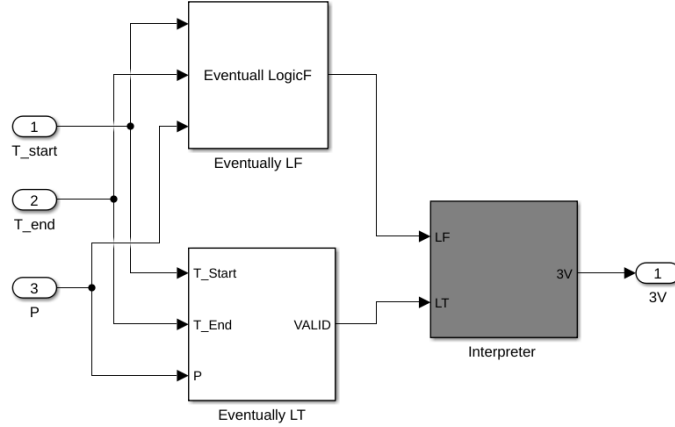 Eventuall LogicF
Eventually LF
1
T_start
2
T_end
3
P
T_Start
T_End
P
VALID
Eventually LT
LF
LT
3V
Interpreter
1
3V